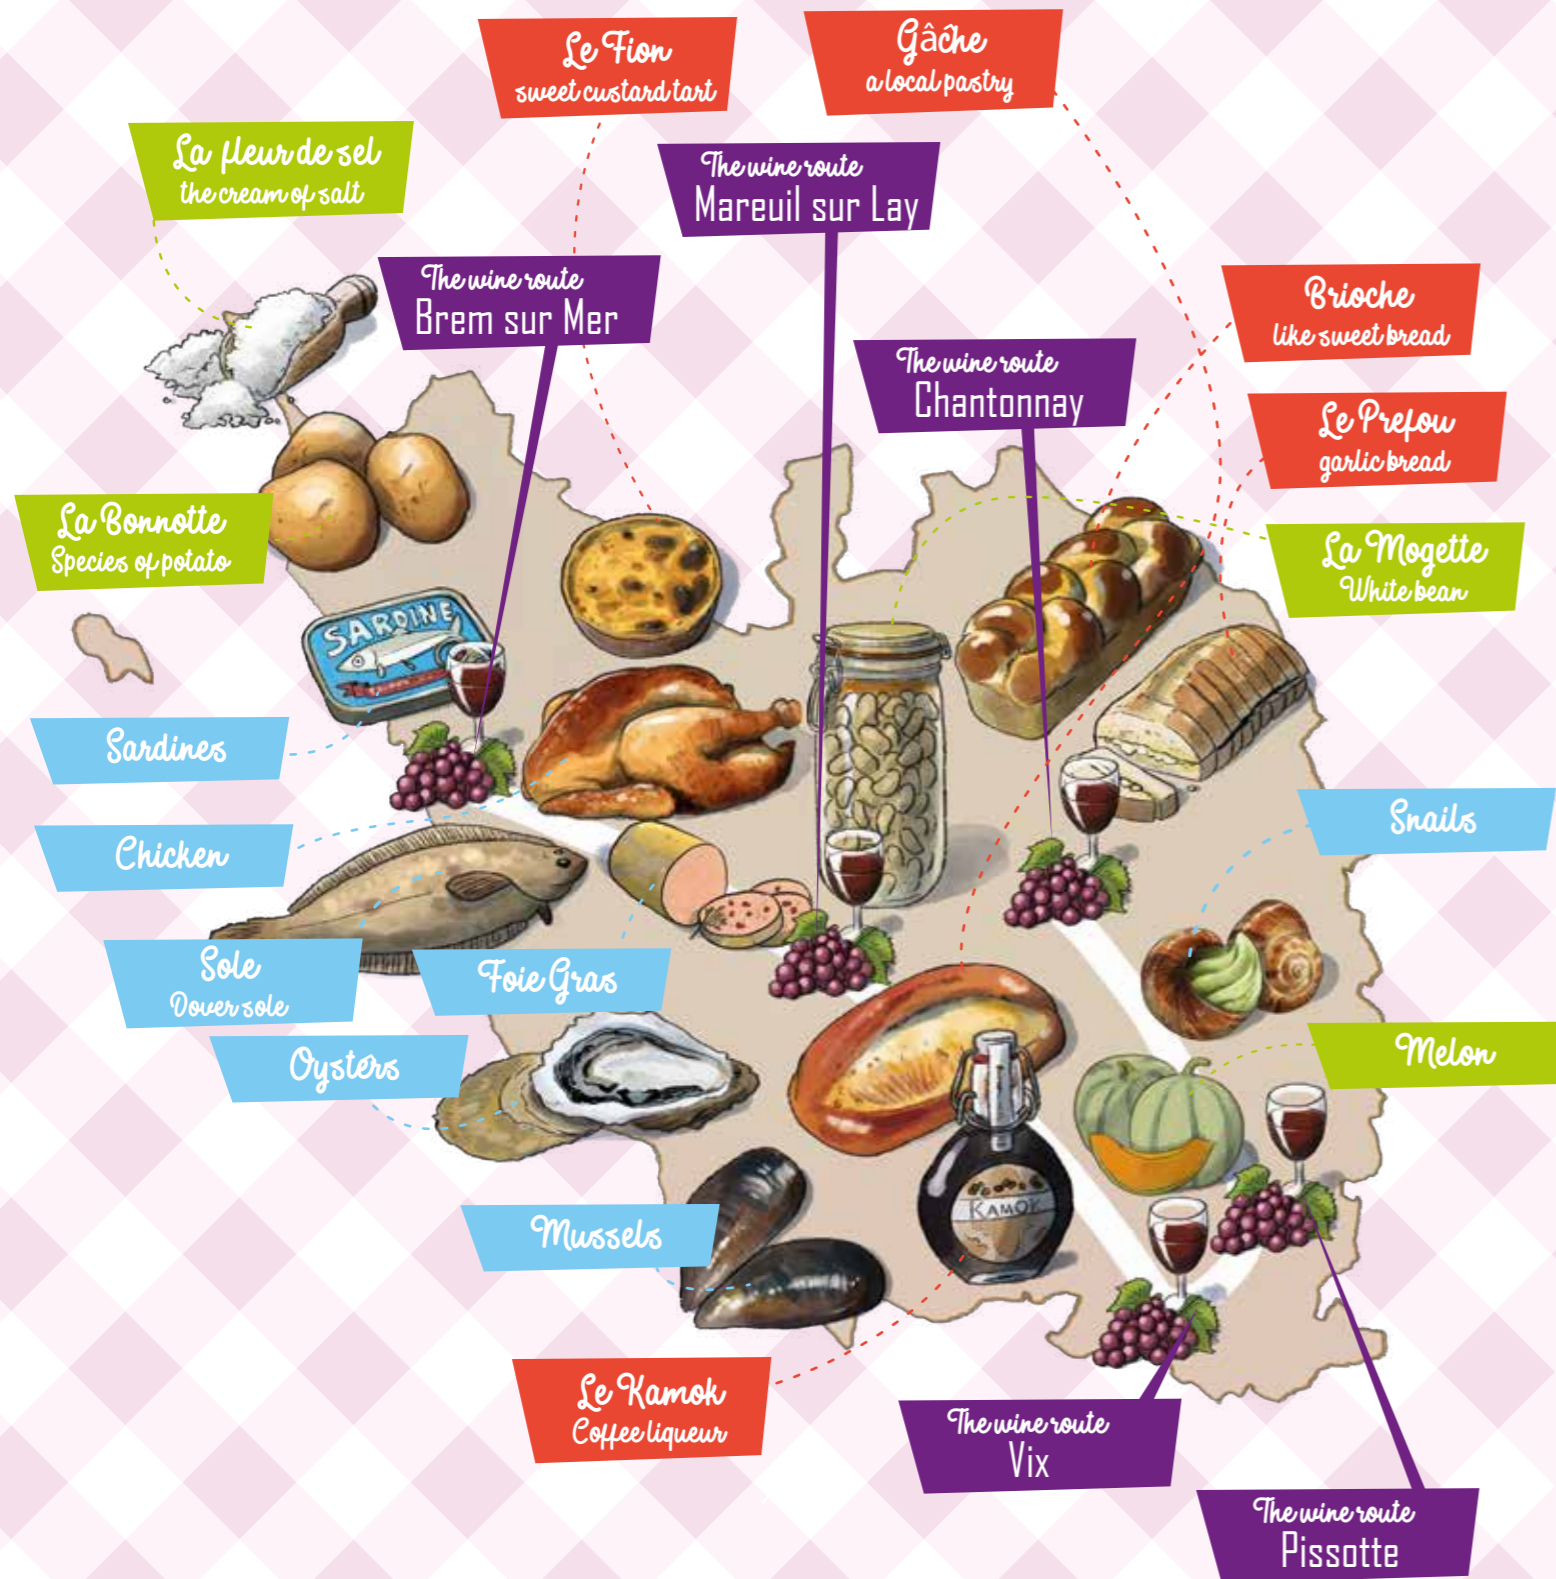 Le Fion
sweet custard tart
Gâche
a local pastry
La fleur de sel
the cream of salt
The wine route
Mareuil sur Lay
The wine route
Brem sur Mer
Brioche
like sweet bread
The wine route
Chantonnay
Le Prefou
garlic bread
La Bonnotte
Species of potato
La Mogette
White bean
SARDINE
Sardines
Snails
Chicken
Sole
Dover sole
Foie Gras
Oysters
Melon
KAMOK
Mussels
Le Kamok
Coffee liqueur
The wine route
Vix
The wine route
Pissotte